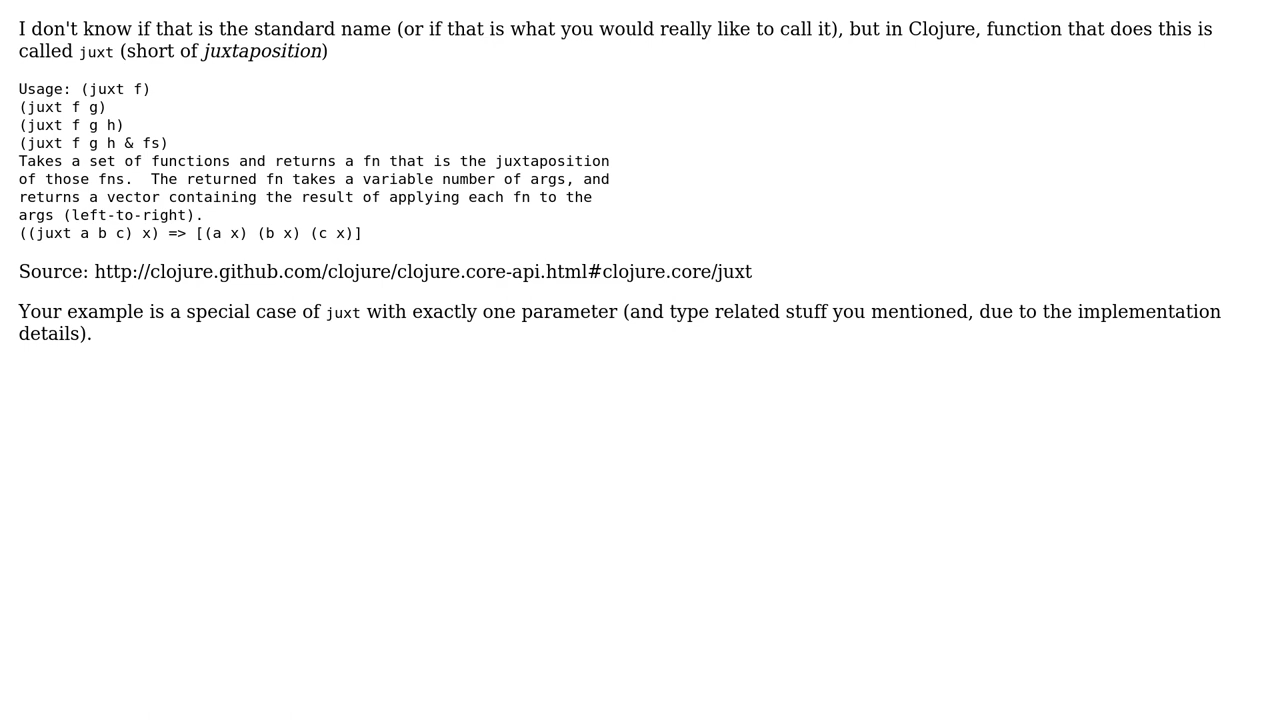 I don't know if that is the standard name (or if that is what you would really like to call it), but in Clojure, function that does this is
called juxt (short of juxtaposition)
Usage: (juxt f)
(juxt f g)
(juxt f g h)
(juxt f g h & fs)
Takes a set of functions and returns a fn that is the juxtaposition
of those fns.  The returned fn takes a variable number of args, and
returns a vector containing the result of applying each fn to the
args (left-to-right).
((juxt a b c) x) => [(a x) (b x) (c x)]
Source: http://clojure.github.com/clojure/clojure.core-api.html#clojure.core/juxt
Your example is a special case of juxt with exactly one parameter (and type related stuff you mentioned, due to the implementation
details).